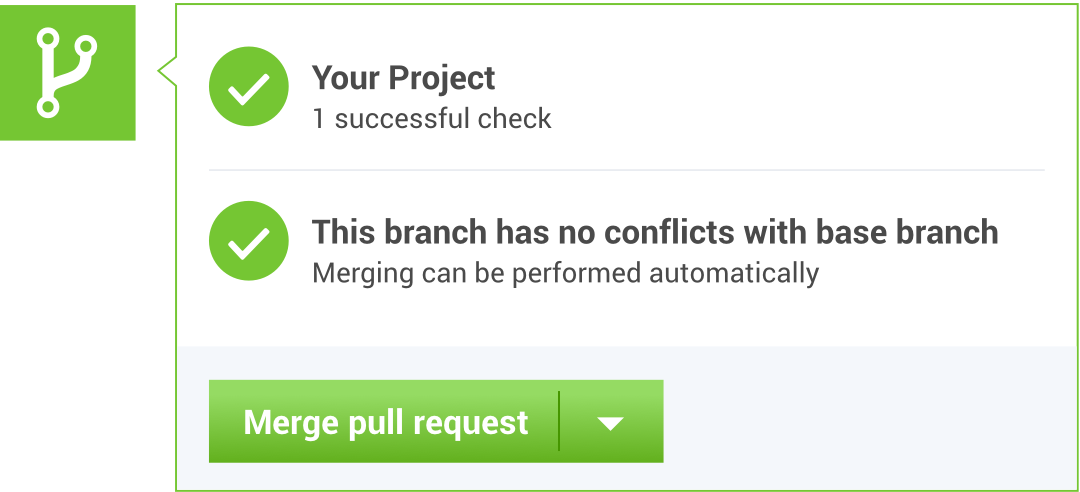 Your Project
1 successful check
This branch has no conflicts with base branch
Merging can be performed automatically
Merge pull request